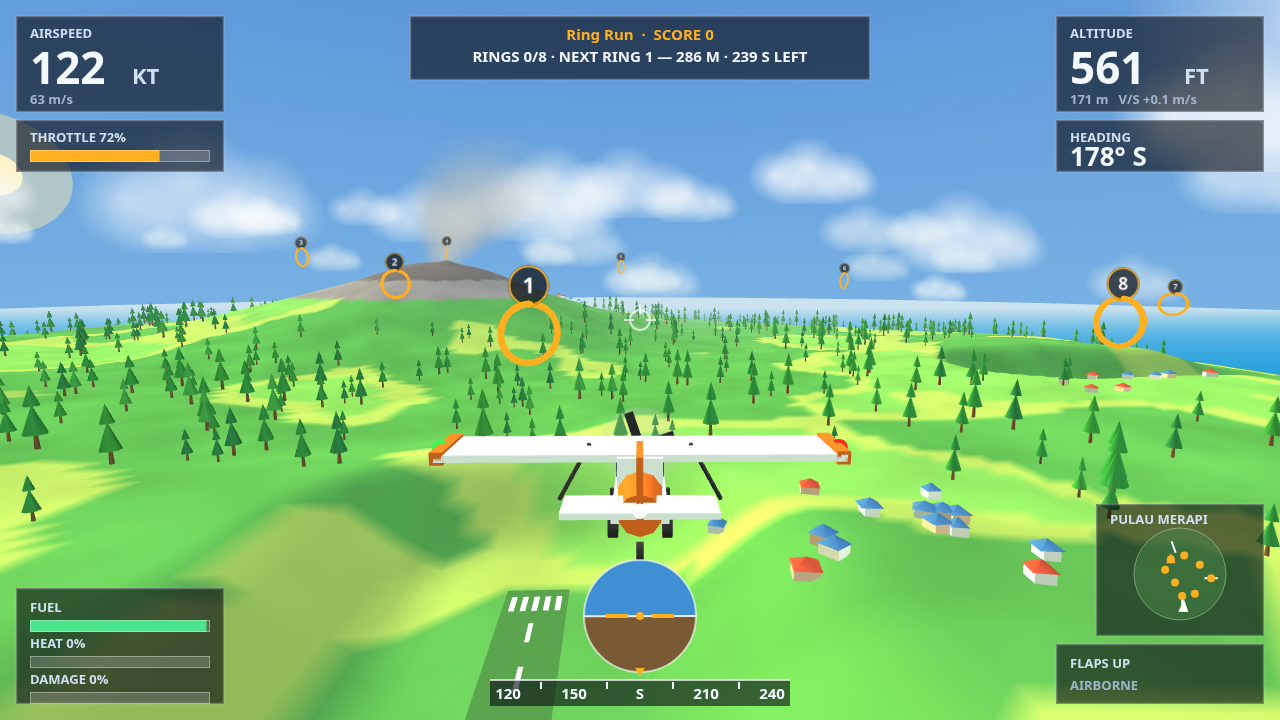 AIRSPEED
122 KT
63 m/s
THROTTLE 72%
Ring Run · SCORE 0
RINGS 0/8 · NEXT RING 1 — 286 M · 239 S LEFT
ALTITUDE
561 FT
171 m V/S +0.1 m/s
HEADING
178° S
3
2
4
1
5
6
8
7
PULAU MERAPI
FUEL
HEAT 0%
DAMAGE 0%
120 150 S 210 240
FLAPS UP
AIRBORNE